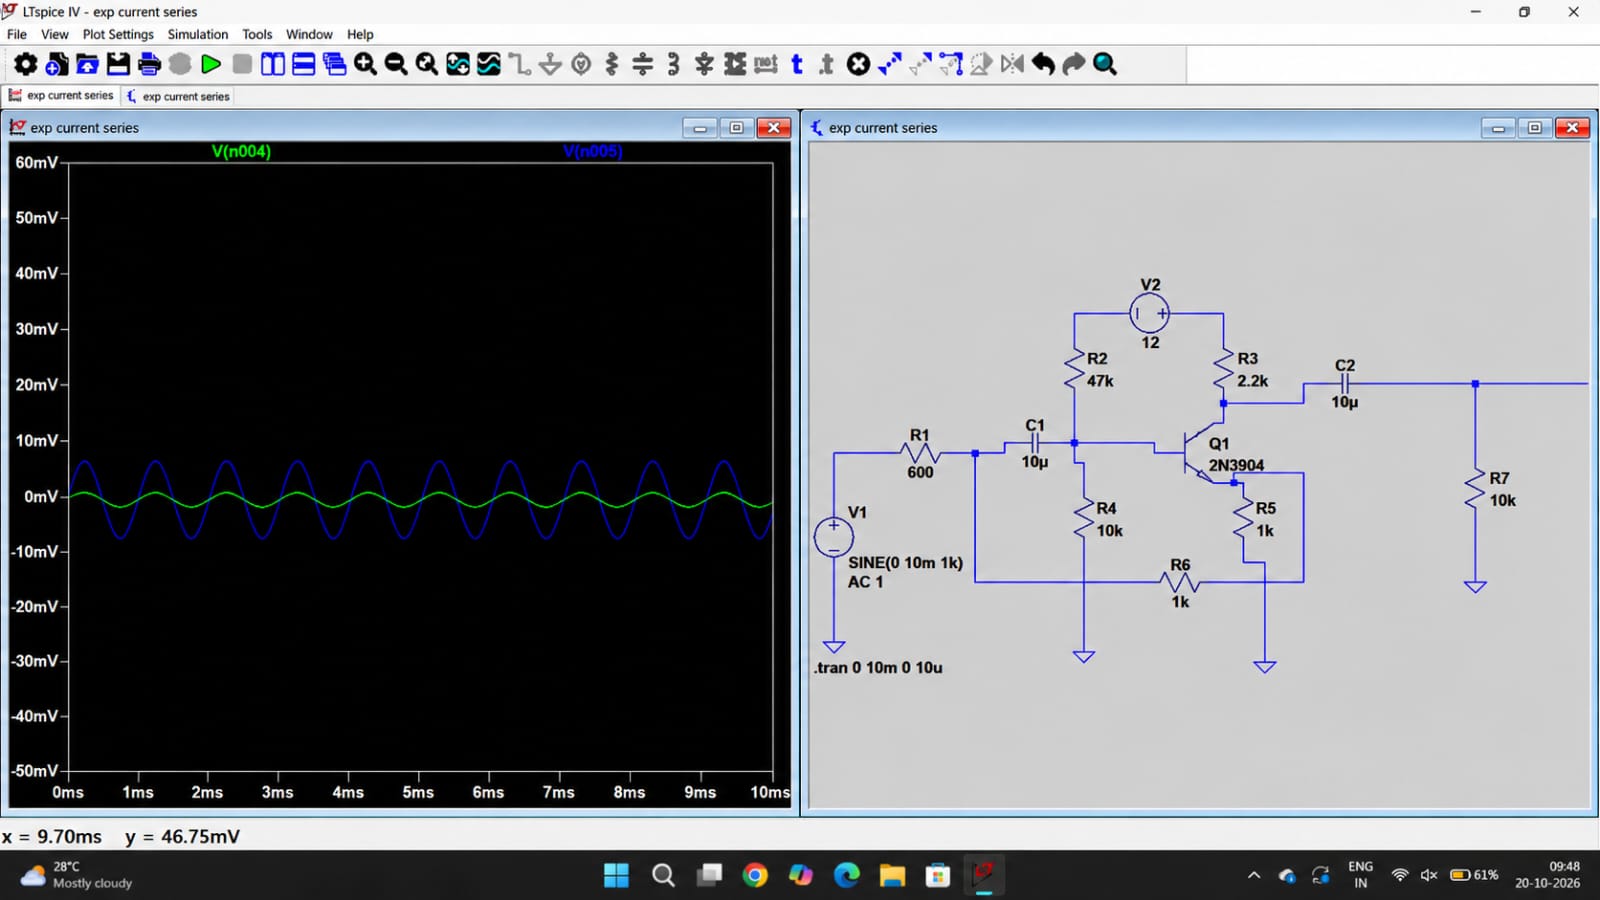 LTspice IV - exp current series
File View Plot Settings Simulation Tools Window Help
not t .t
exp current series exp current series
exp current series
V(n004) V(n005)
60mV
50mV
40mV
30mV
20mV
10mV
0mV
-10mV
-20mV
-30mV
-40mV
-50mV
0ms 1ms 2ms 3ms 4ms 5ms 6ms 7ms 8ms 9ms 10ms
exp current series
V2
12
R2
47k
R3
2.2k
C2
10µ
R1
600
C1
10µ
Q1
2N3904
R7
10k
V1
SINE(0 10m 1k)
AC 1
R4
10k
R5
1k
R6
1k
.tran 0 10m 0 10u
x = 9.70ms y = 46.75mV
28°C
Mostly cloudy
ENG
IN
61%
09:48
20-10-2026